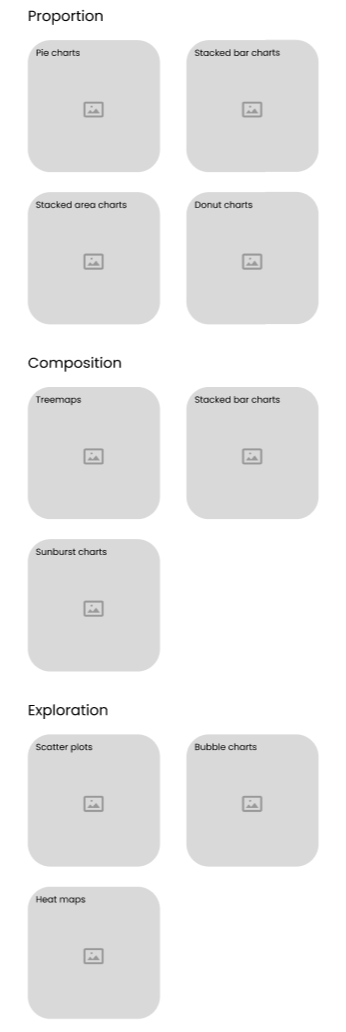 Proportion
Pie charts
Stacked bar charts
Stacked area charts
Donut charts
Composition
Treemaps
Stacked bar charts
Sunburst charts
Exploration
Scatter plots
Bubble charts
Heat maps